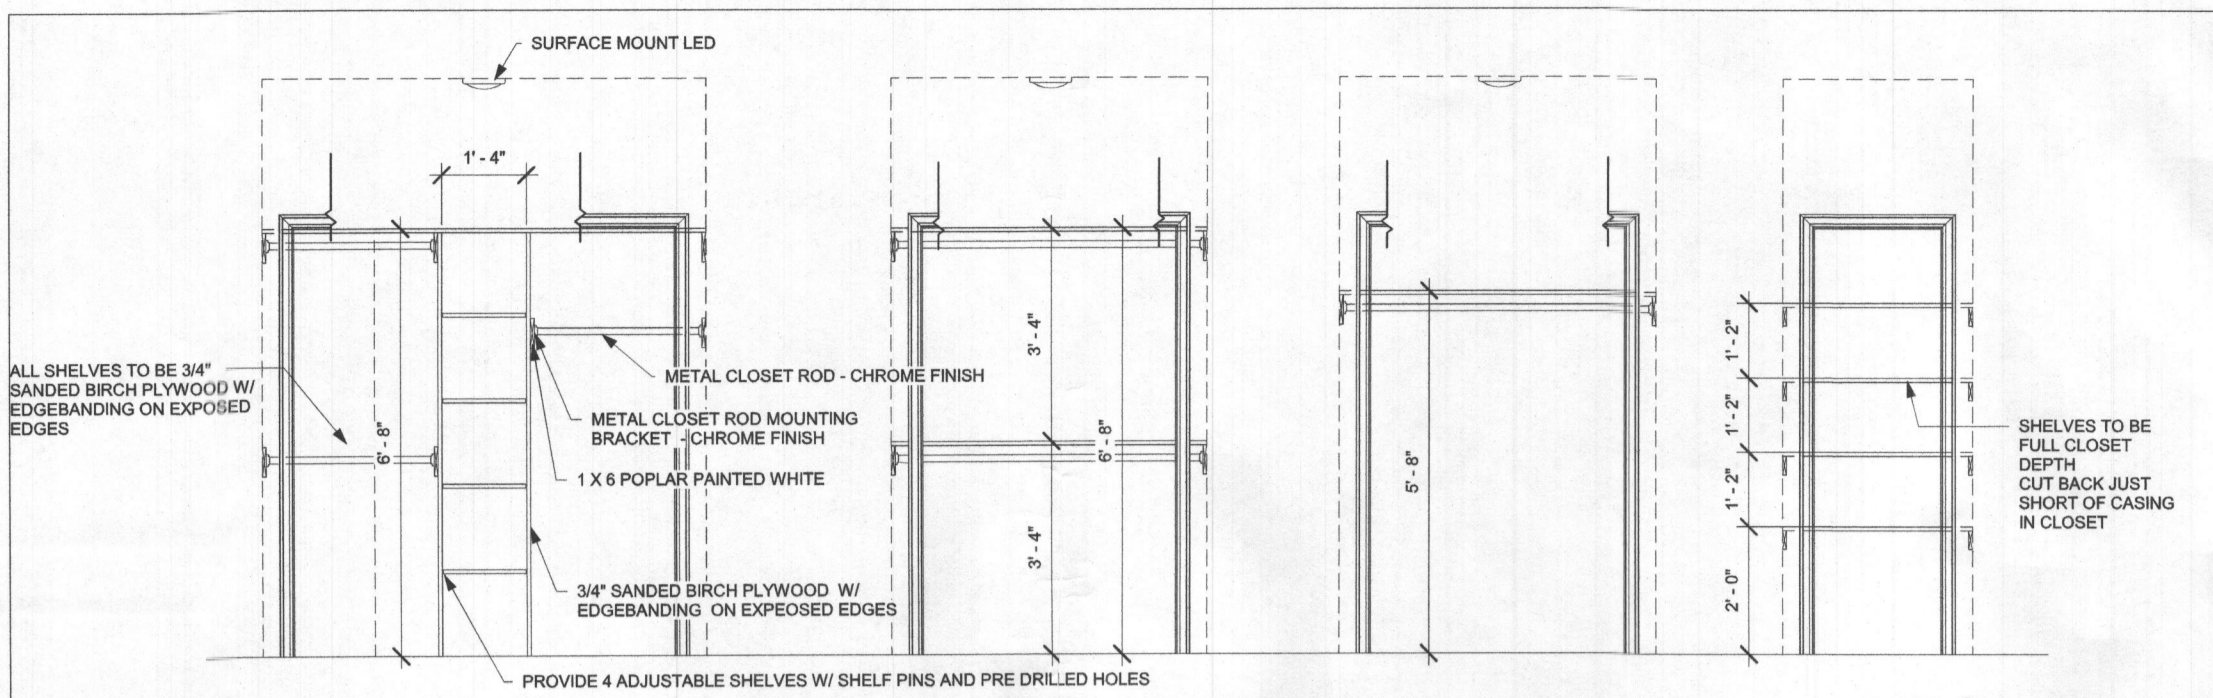 SURFACE MOUNT LED
1' - 4"
ALL SHELVES TO BE 3/4"
SANDED BIRCH PLYWOOD W/
EDGEBANDING ON EXPOSED
EDGES
6' - 8"
METAL CLOSET ROD - CHROME FINISH
METAL CLOSET ROD MOUNTING
BRACKET - CHROME FINISH
1 X 6 POPLAR PAINTED WHITE
3/4" SANDED BIRCH PLYWOOD W/
EDGEBANDING ON EXPEOSED EDGES
PROVIDE 4 ADJUSTABLE SHELVES W/ SHELF PINS AND PRE DRILLED HOLES
3' - 4"
3' - 4"
6' - 8"
5' - 8"
1' - 2"
1' - 2"
1' - 2"
2' - 0"
SHELVES TO BE
FULL CLOSET
DEPTH
CUT BACK JUST
SHORT OF CASING
IN CLOSET